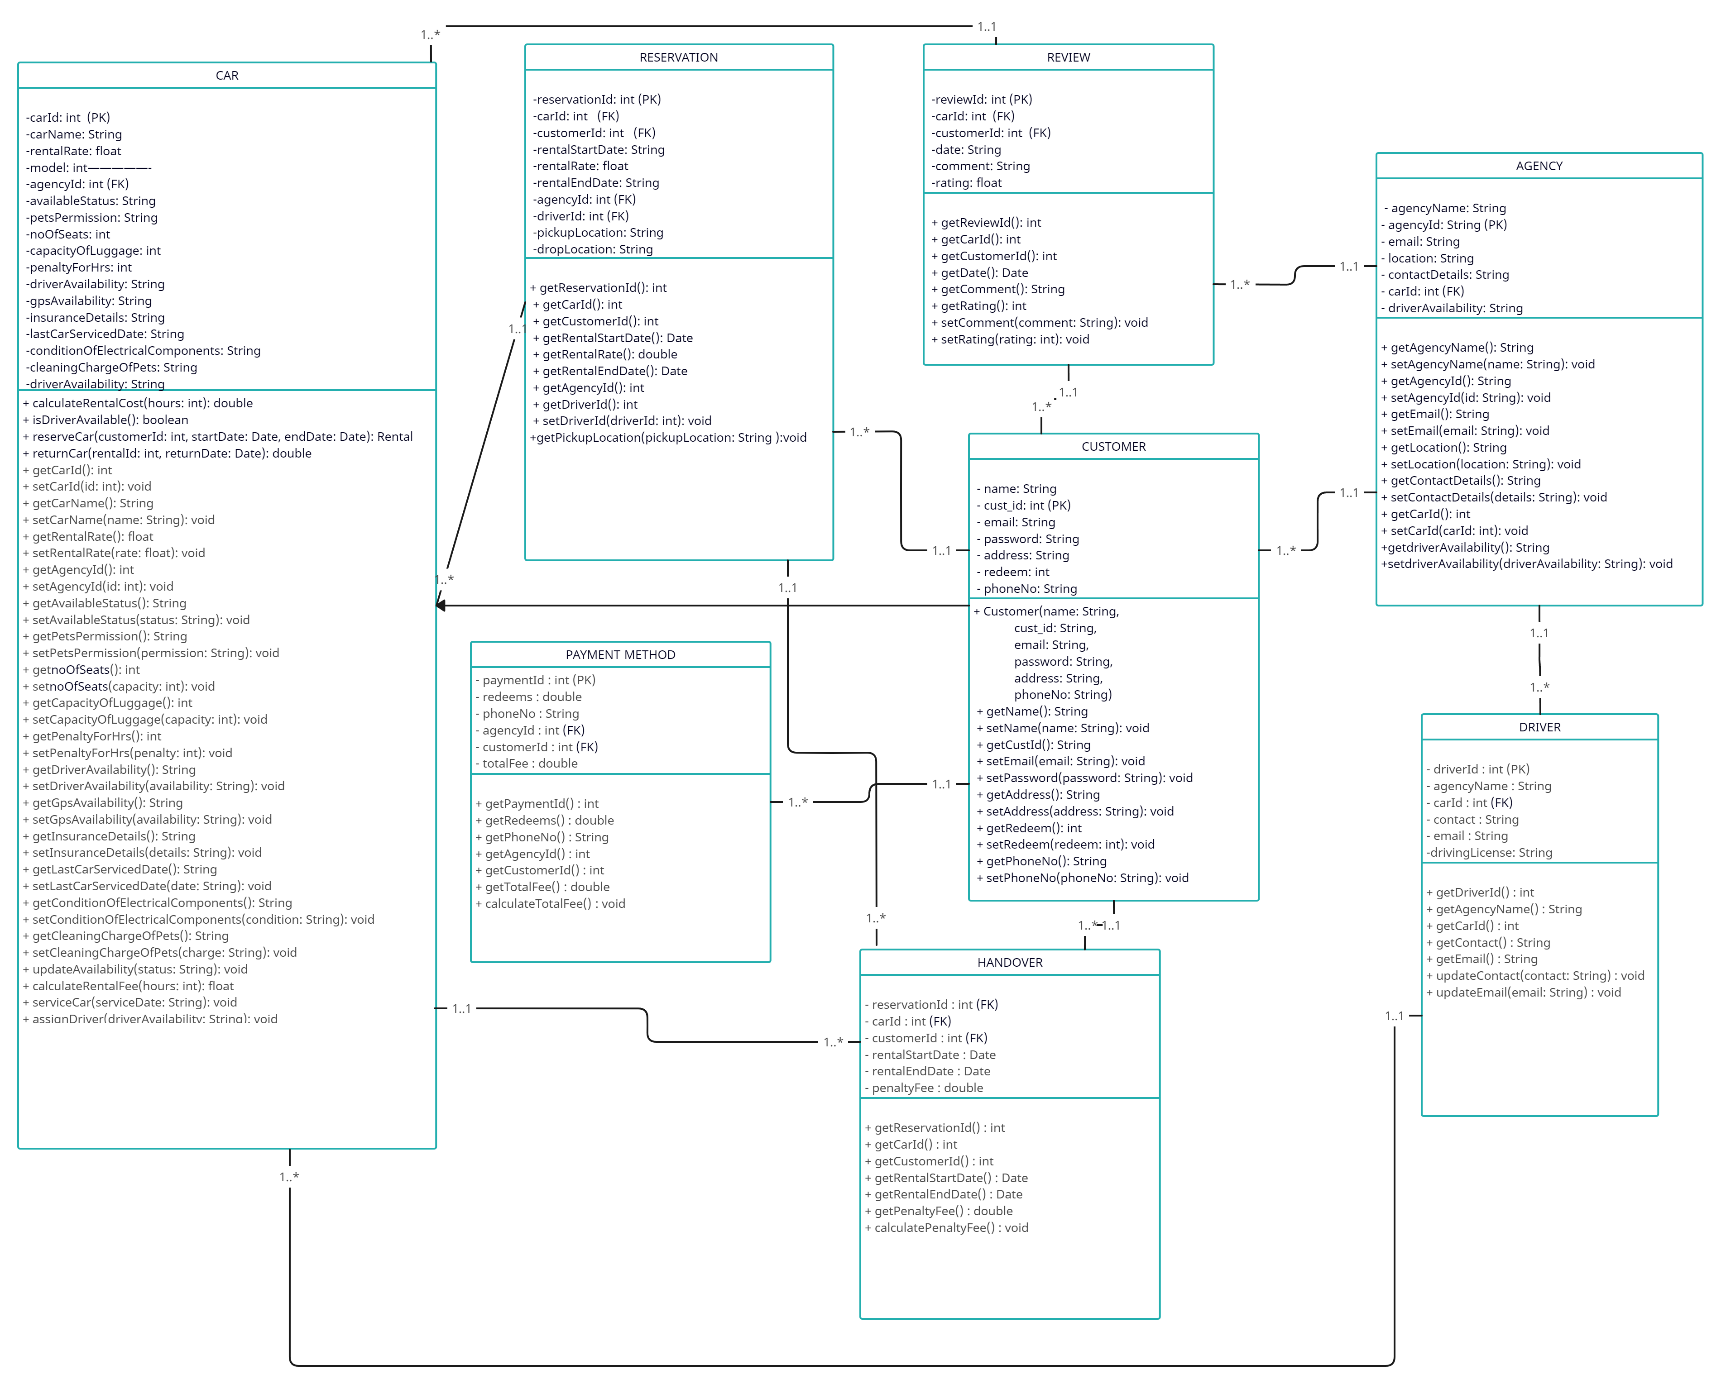 1..*
1..1
CAR
-carId: int  (PK)
-carName: String
-rentalRate: float
-model: int——————-
-agencyId: int (FK)
-availableStatus: String
-petsPermission: String
-noOfSeats: int
-capacityOfLuggage: int
-penaltyForHrs: int
-driverAvailability: String
-gpsAvailability: String
-insuranceDetails: String
-lastCarServicedDate: String
-conditionOfElectricalComponents: String
-cleaningChargeOfPets: String
-driverAvailability: String
+ calculateRentalCost(hours: int): double
+ isDriverAvailable(): boolean
+ reserveCar(customerId: int, startDate: Date, endDate: Date): Rental
+ returnCar(rentalId: int, returnDate: Date): double
+ getCarId(): int
+ setCarId(id: int): void
+ getCarName(): String
+ setCarName(name: String): void
+ getRentalRate(): float
+ setRentalRate(rate: float): void
+ getAgencyId(): int
+ setAgencyId(id: int): void
+ getAvailableStatus(): String
+ setAvailableStatus(status: String): void
+ getPetsPermission(): String
+ setPetsPermission(permission: String): void
+ getnoOfSeats(): int
+ setnoOfSeats(capacity: int): void
+ getCapacityOfLuggage(): int
+ setCapacityOfLuggage(capacity: int): void
+ getPenaltyForHrs(): int
+ setPenaltyForHrs(penalty: int): void
+ getDriverAvailability(): String
+ setDriverAvailability(availability: String): void
+ getGpsAvailability(): String
+ setGpsAvailability(availability: String): void
+ getInsuranceDetails(): String
+ setInsuranceDetails(details: String): void
+ getLastCarServicedDate(): String
+ setLastCarServicedDate(date: String): void
+ getConditionOfElectricalComponents(): String
+ setConditionOfElectricalComponents(condition: String): void
+ getCleaningChargeOfPets(): String
+ setCleaningChargeOfPets(charge: String): void
+ updateAvailability(status: String): void
+ calculateRentalFee(hours: int): float
+ serviceCar(serviceDate: String): void
+ assignDriver(driverAvailability: String): void
RESERVATION
-reservationId: int (PK)
-carId: int   (FK)
-customerId: int   (FK)
-rentalStartDate: String
-rentalRate: float
-rentalEndDate: String
-agencyId: int (FK)
-driverId: int (FK)
-pickupLocation: String
-dropLocation: String
+ getReservationId(): int
+ getCarId(): int
+ getCustomerId(): int
+ getRentalStartDate(): Date
+ getRentalRate(): double
+ getRentalEndDate(): Date
+ getAgencyId(): int
+ getDriverId(): int
+ setDriverId(driverId: int): void
+getPickupLocation(pickupLocation: String ):void
1..1
1..*
REVIEW
-reviewId: int (PK)
-carId: int  (FK)
-customerId: int  (FK)
-date: String
-comment: String
-rating: float
+ getReviewId(): int
+ getCarId(): int
+ getCustomerId(): int
+ getDate(): Date
+ getComment(): String
+ getRating(): int
+ setComment(comment: String): void
+ setRating(rating: int): void
1..*
1..1
1..1
1..*
AGENCY
- agencyName: String
- agencyId: String (PK)
- email: String
- location: String
- contactDetails: String
- carId: int (FK)
- driverAvailability: String
+ getAgencyName(): String
+ setAgencyName(name: String): void
+ getAgencyId(): String
+ setAgencyId(id: String): void
+ getEmail(): String
+ setEmail(email: String): void
+ getLocation(): String
+ setLocation(location: String): void
+ getContactDetails(): String
+ setContactDetails(details: String): void
+ getCarId(): int
+ setCarId(carId: int): void
+getdriverAvailability(): String
+setdriverAvailability(driverAvailability: String): void
1..*
1..1
1..*
1..1
CUSTOMER
- name: String
- cust_id: int (PK)
- email: String
- password: String
- address: String
- redeem: int
- phoneNo: String
+ Customer(name: String,
cust_id: String,
email: String,
password: String,
address: String,
phoneNo: String)
+ getName(): String
+ setName(name: String): void
+ getCustId(): String
+ setEmail(email: String): void
+ setPassword(password: String): void
+ getAddress(): String
+ setAddress(address: String): void
+ getRedeem(): int
+ setRedeem(redeem: int): void
+ getPhoneNo(): String
+ setPhoneNo(phoneNo: String): void
1..1
PAYMENT METHOD
- paymentId : int (PK)
- redeems : double
- phoneNo : String
- agencyId : int (FK)
- customerId : int (FK)
- totalFee : double
+ getPaymentId() : int
+ getRedeems() : double
+ getPhoneNo() : String
+ getAgencyId() : int
+ getCustomerId() : int
+ getTotalFee() : double
+ calculateTotalFee() : void
1..*
1..1
1..1
1..*
DRIVER
- driverId : int (PK)
- agencyName : String
- carId : int (FK)
- contact : String
- email : String
-drivingLicense: String
+ getDriverId() : int
+ getAgencyName() : String
+ getCarId() : int
+ getContact() : String
+ getEmail() : String
+ updateContact(contact: String) : void
+ updateEmail(email: String) : void
1..*
1..*
1..1
HANDOVER
- reservationId : int (FK)
- carId : int (FK)
- customerId : int (FK)
- rentalStartDate : Date
- rentalEndDate : Date
- penaltyFee : double
+ getReservationId() : int
+ getCarId() : int
+ getCustomerId() : int
+ getRentalStartDate() : Date
+ getRentalEndDate() : Date
+ getPenaltyFee() : double
+ calculatePenaltyFee() : void
1..1
1..*
1..1
1..*